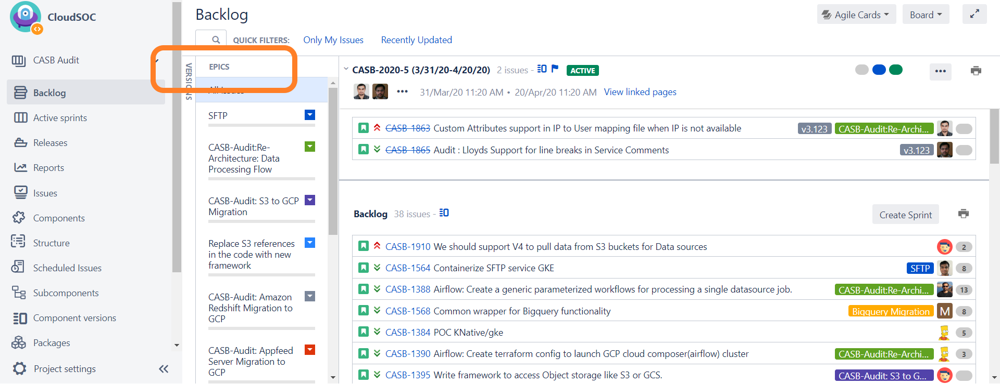 CloudSOC
CASB Audit
Backlog
Active sprints
Releases
Reports
Issues
Components
Structure
Scheduled Issues
Subcomponents
Component versions
Packages
Project settings
Backlog
Agile Cards
Board
QUICK FILTERS: Only My Issues Recently Updated
VERSIONS
EPICS
All issues
SFTP
CASB-Audit:Re-
Architecture: Data
Processing Flow
CASB-Audit: S3 to GCP
Migration
Replace S3 references
in the code with new
framework
CASB-Audit: Amazon
Redshift Migration to
GCP
CASB-Audit: Appfeed
Server Migration to
GCP
CASB-2020-5 (3/31/20-4/20/20) 2 issues - ACTIVE
••• 31/Mar/20 11:20 AM • 20/Apr/20 11:20 AM View linked pages
CASB-1863 Custom Attributes support in IP to User mapping file when IP is not available v3.123 CASB-Audit:Re-Archi...
CASB-1865 Audit : Lloyds Support for line breaks in Service Comments v3.123
Backlog 38 issues - Create Sprint
CASB-1910 We should support V4 to pull data from S3 buckets for Data sources 2
CASB-1564 Containerize SFTP service GKE SFTP 8
CASB-1388 Airflow: Create a generic parameterized workflows for processing a single datasource job. CASB-Audit:Re-Archi... 13
CASB-1568 Common wrapper for Bigquery functionality Bigquery Migration M 8
CASB-1384 POC KNative/gke 5
CASB-1390 Airflow: Create terraform config to launch GCP cloud composer(airflow) cluster CASB-Audit:Re-Archi... 3
CASB-1395 Write framework to access Object storage like S3 or GCS. CASB-Audit: S3 to G...